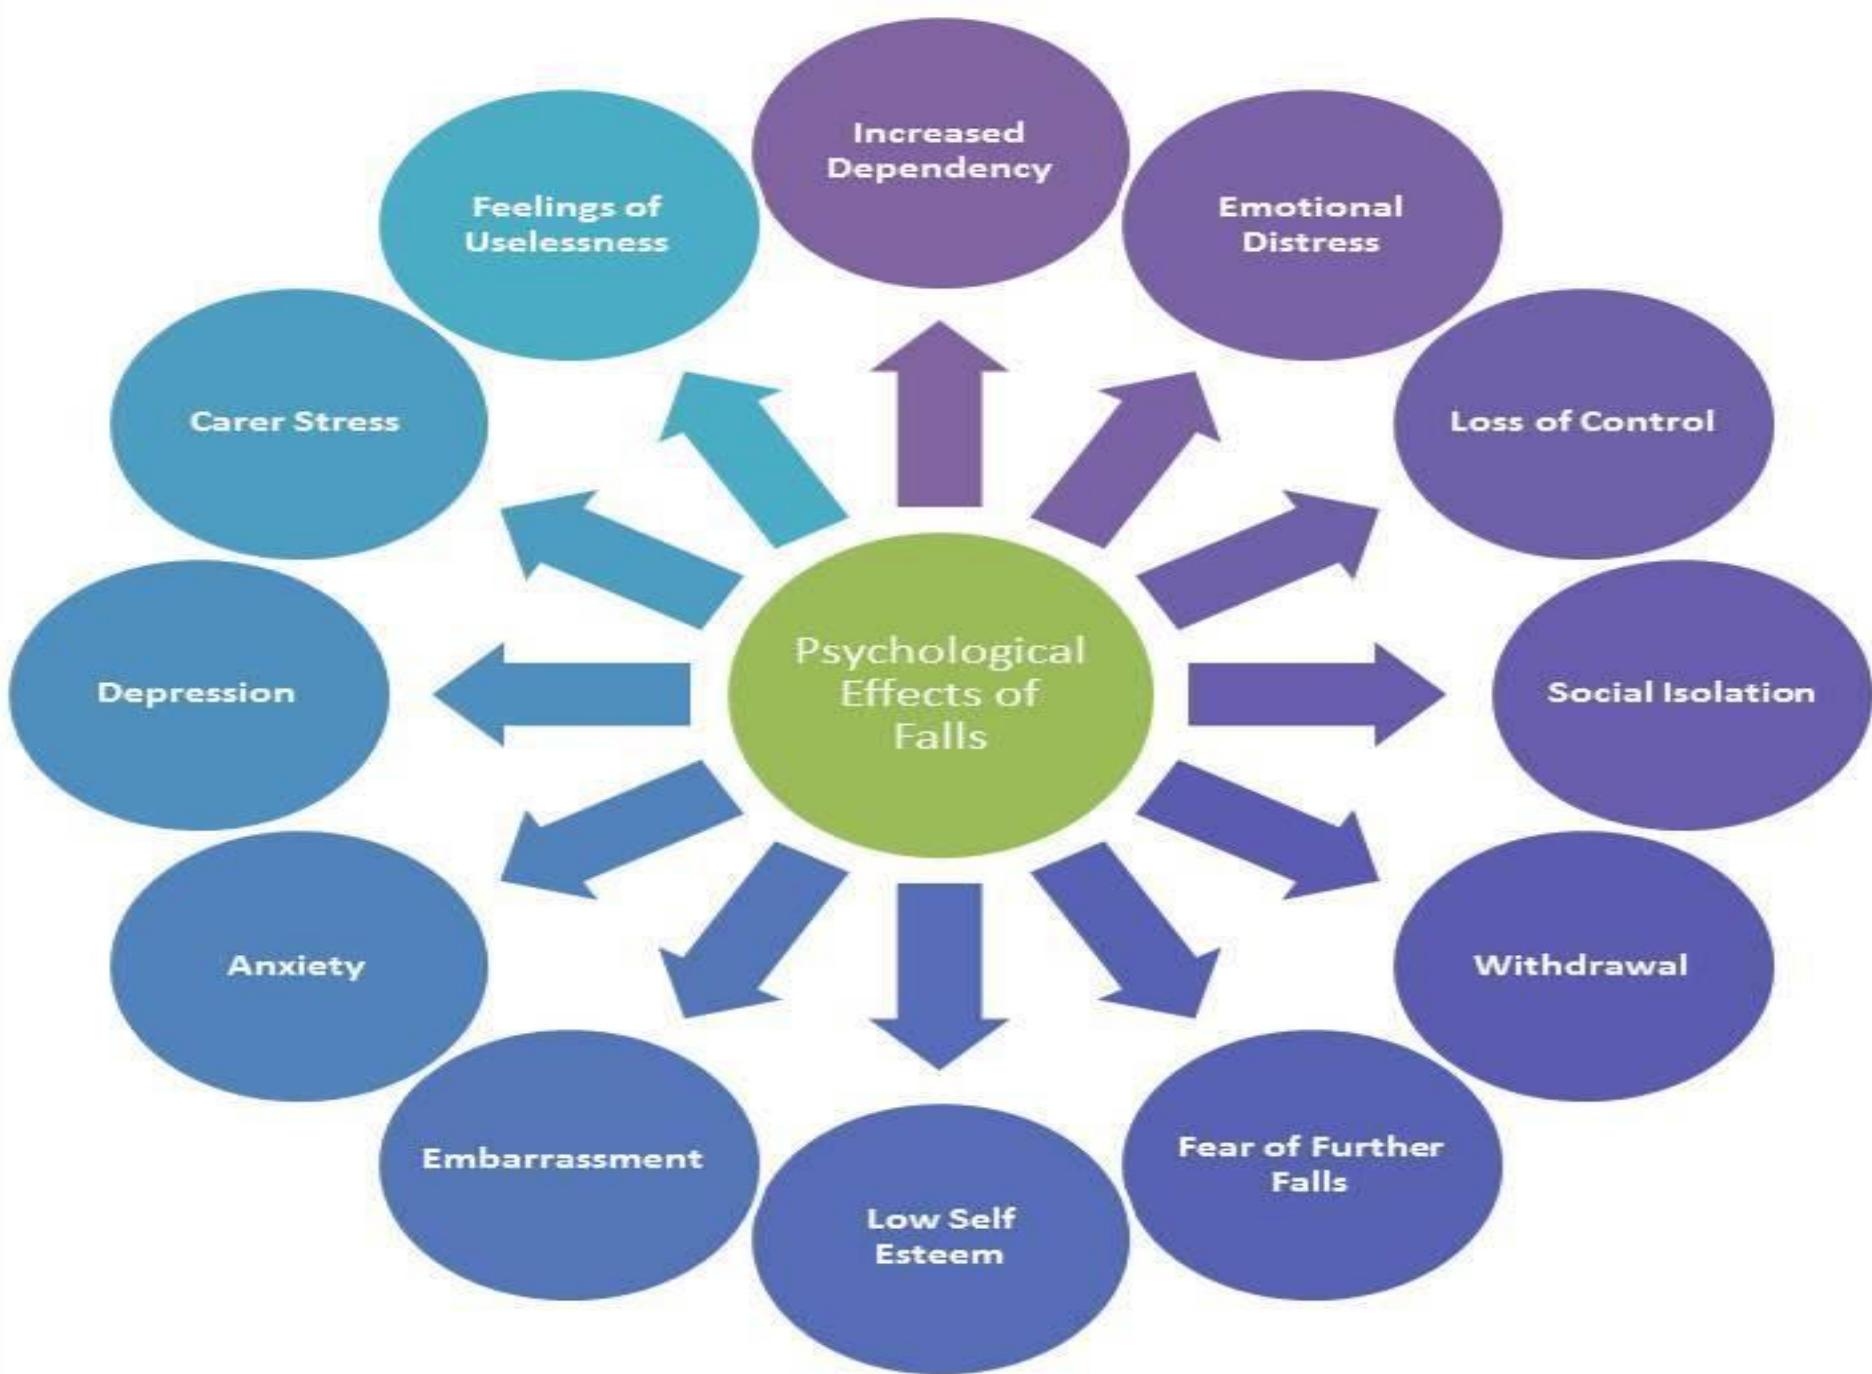 Increased
Dependency
Emotional
Distress
Loss of Control
Social Isolation
Withdrawal
Fear of Further
Falls
Low Self
Esteem
Embarrassment
Anxiety
Depression
Carer Stress
Feelings of
Uselessness
Psychological
Effects of
Falls